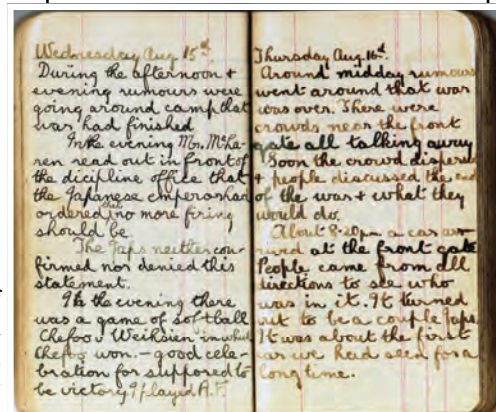 Wednesday Aug 15th
During the afternoon &
evening rumours were
going around camp that
war had finished
In the evening Mr. McLa-
ren read out in front of
the dicipline office that
the Japanese emperor had
ordered that no more firing
should be.
The Japs neither con-
firmed nor denied this
statement.
In the evening there
was a game of softball
Chefoo v Weihsien in which
Chefoo won. – good cele-
bration for supposed to
be victory. I played R.F.
Thursday Aug. 16th.
Around midday rumours
went around that war
was over. There were
crowds near the front
gate all talking away
Soon the crowd dispersed
& people discussed the end
of the war & what they
would do.
About 8.20pm a car arr-
ived at the front gate
People came from all
directions to see who
was in it. It turned
out to be a couple Japs.
It was about the first
car we had seen for a
long time.